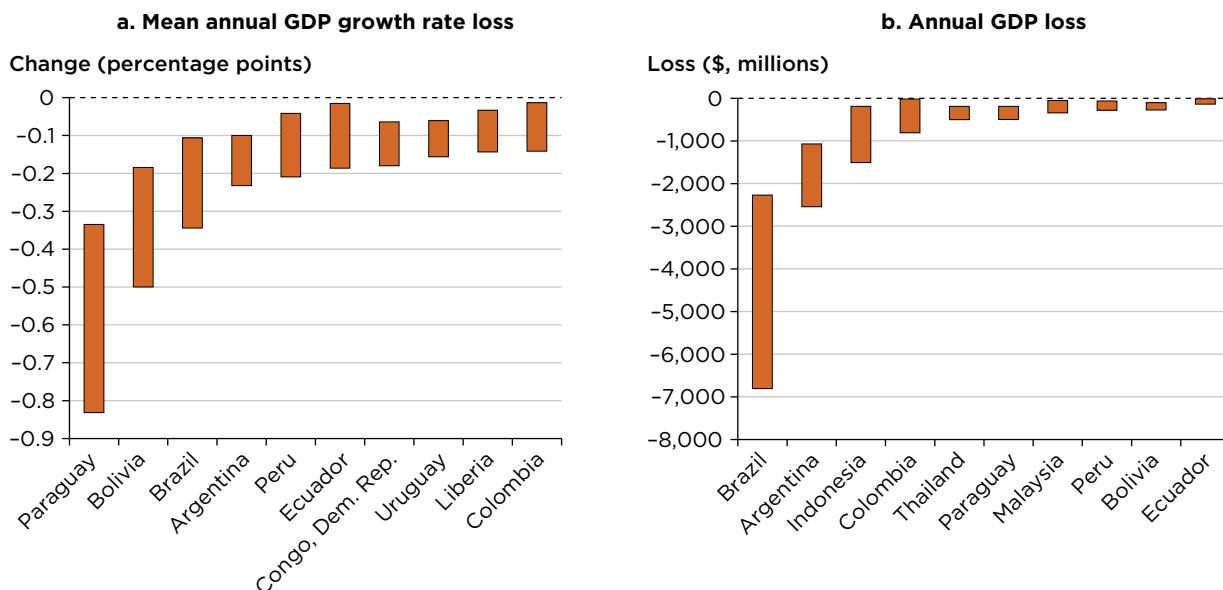 a. Mean annual GDP growth rate loss
Change (percentage points)
0
–0.1
–0.2
–0.3
–0.4
–0.5
–0.6
–0.7
–0.8
–0.9
Paraguay
Bolivia
Brazil
Argentina
Peru
Ecuador
Congo, Dem. Rep.
Uruguay
Liberia
Colombia
b. Annual GDP loss
Loss ($, millions)
0
–1,000
–2,000
–3,000
–4,000
–5,000
–6,000
–7,000
–8,000
Brazil
Argentina
Indonesia
Colombia
Thailand
Paraguay
Malaysia
Peru
Bolivia
Ecuador